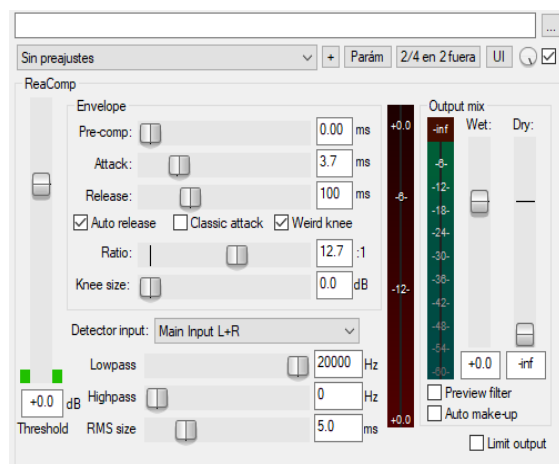 ...
Sin preajustes + Parám 2/4 en 2 fuera UI
ReaComp
Envelope
Pre-comp: 0.00 ms
Attack: 3.7 ms
Release: 100 ms
Auto release Classic attack Weird knee
Ratio: 12.7 :1
Knee size: 0.0 dB
Detector input: Main Input L+R
Lowpass 20000 Hz
Highpass 0 Hz
RMS size 5.0 ms
+0.0 dB
Threshold
+0.0
-6-
-12-
+0.0
Output mix
Wet: Dry:
-inf
-6-
-12-
-18-
-24-
-30-
-36-
-42-
-48-
-54-
-60-
+0.0 -inf
Preview filter
Auto make-up
Limit output